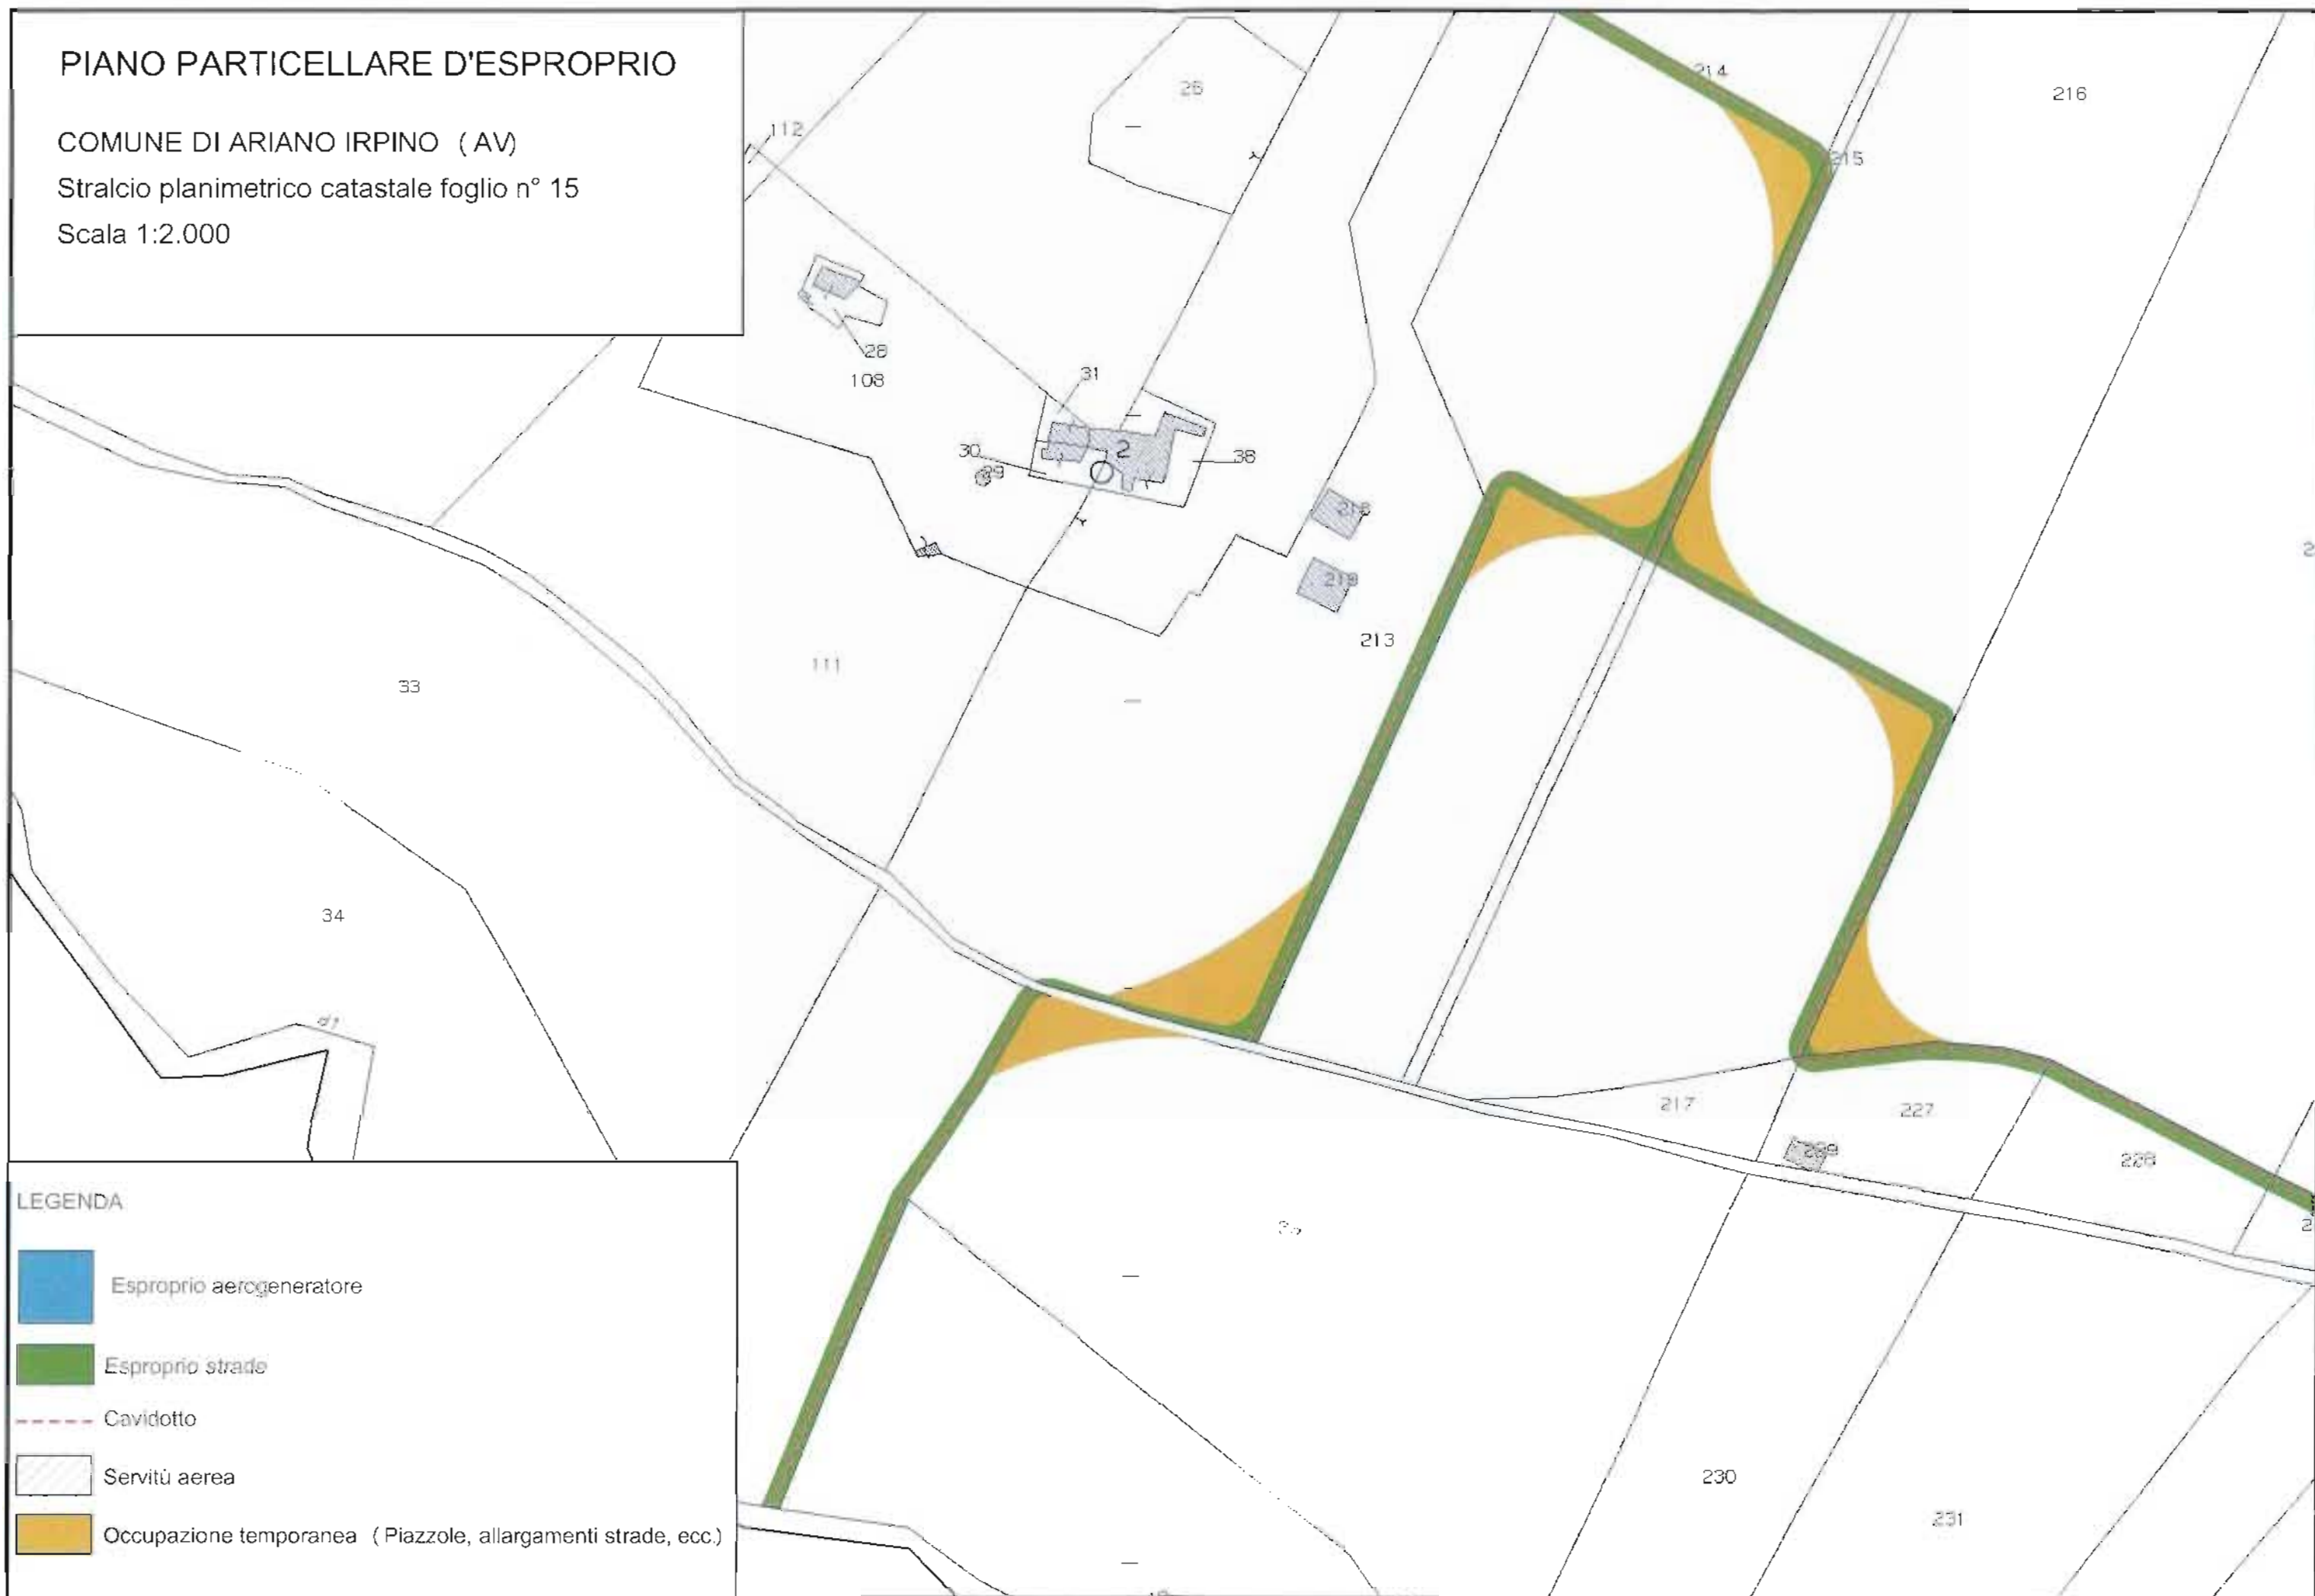 PIANO PARTICELLARE D'ESPROPRIO
COMUNE DI ARIANO IRPINO ( AV)
Stralcio planimetrico catastale foglio n° 15
Scala 1:2.000
214
216
26
112
215
28
108
31
2
30
29
38
218
219
213
111
33
34
217
227
228
230
231
LEGENDA
Esproprio aerogeneratore
Esproprio strade
Cavidotto
Servitù aerea
Occupazione temporanea ( Piazzole, allargamenti strade, ecc.)